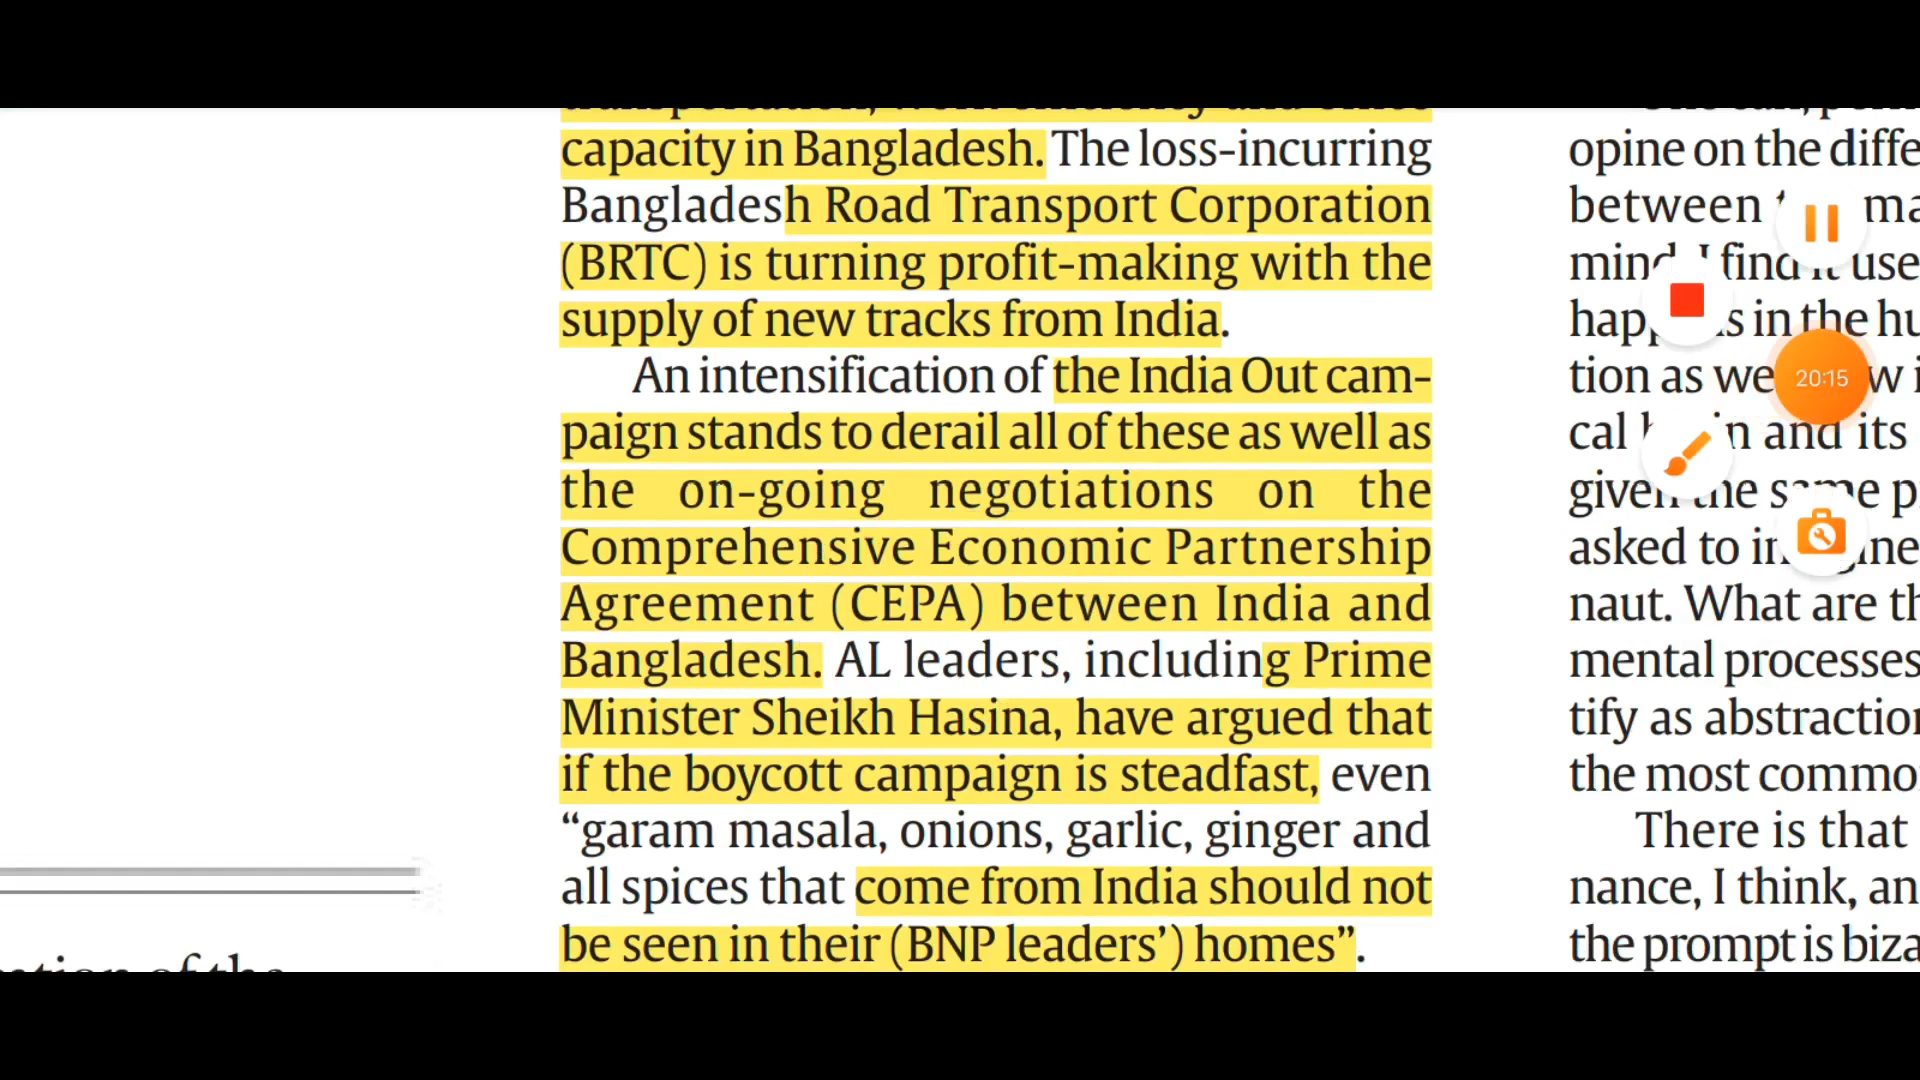 capacity in Bangladesh. The loss-incurring
Bangladesh Road Transport Corporation
(BRTC) is turning profit-making with the
supply of new tracks from India.
An intensification of the India Out cam-
paign stands to derail all of these as well as
the on-going negotiations on the
Comprehensive Economic Partnership
Agreement (CEPA) between India and
Bangladesh. AL leaders, including Prime
Minister Sheikh Hasina, have argued that
if the boycott campaign is steadfast, even
“garam masala, onions, garlic, ginger and
all spices that come from India should not
be seen in their (BNP leaders’) homes”.
opine on the diffe
between
mind. I find it use
in the hu
tion as we
cal
and its
given the same p
asked to
naut. What are th
mental processes
tify as abstraction
the most commo
There is that
nance, I think, an
the prompt is biza
20:15
of the